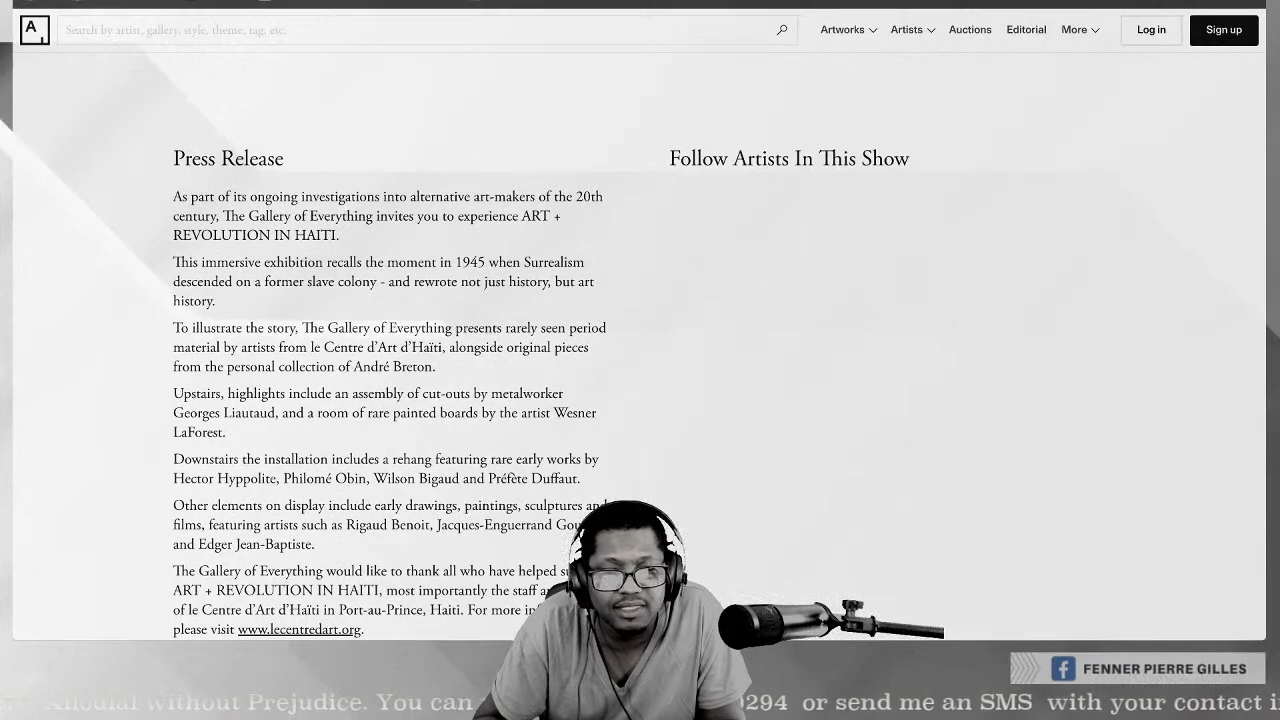 A
Search by artist, gallery, style, theme, tag, etc.
Artworks Artists Auctions Editorial More Log in Sign up
Press Release
Follow Artists In This Show
As part of its ongoing investigations into alternative art-makers of the 20th
century, The Gallery of Everything invites you to experience ART +
REVOLUTION IN HAITI.
This immersive exhibition recalls the moment in 1945 when Surrealism
descended on a former slave colony - and rewrote not just history, but art
history.
To illustrate the story, The Gallery of Everything presents rarely seen period
material by artists from le Centre d'Art d'Haïti, alongside original pieces
from the personal collection of André Breton.
Upstairs, highlights include an assembly of cut-outs by metalworker
Georges Liautaud, and a room of rare painted boards by the artist Wesner
LaForest.
Downstairs the installation includes a rehang featuring rare early works by
Hector Hyppolite, Philomé Obin, Wilson Bigaud and Préfète Duffaut.
Other elements on display include early drawings, paintings, sculptures and
films, featuring artists such as Rigaud Benoit, Jacques-Enguerrand
and Edger Jean-Baptiste.
The Gallery of Everything would like to thank all who have helped
ART + REVOLUTION IN HAITI, most importantly the staff
of le Centre d'Art d'Haïti in Port-au-Prince, Haiti. For more
please visit www.lecentredart.org.
FENNER PIERRE GILLES
without Prejudice. You can 0294 or send me an SMS with your contact